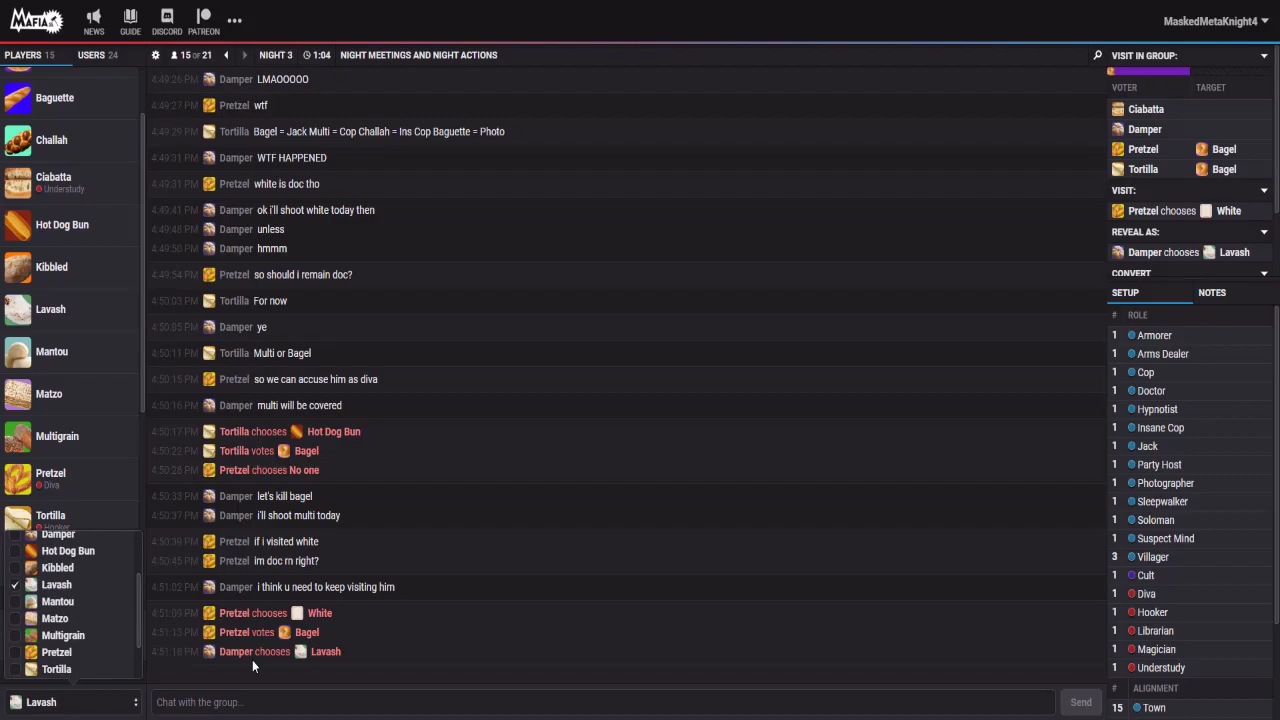 MAFIA
NEWS
GUIDE
DISCORD
PATREON
MaskedMetaKnight4
PLAYERS 15
USERS 24
15 OF 21
NIGHT 3
1:04
NIGHT MEETINGS AND NIGHT ACTIONS
Baguette
Challah
Ciabatta
Understudy
Hot Dog Bun
Kibbled
Lavash
Mantou
Matzo
Multigrain
Pretzel
Diva
Tortilla
Hooker
Damper
Hot Dog Bun
Kibbled
Lavash
Mantou
Matzo
Multigrain
Pretzel
Tortilla
Lavash
4:49:26 PM Damper LMAOOOOO
4:49:27 PM Pretzel wtf
4:49:29 PM Tortilla Bagel = Jack Multi = Cop Challah = Ins Cop Baguette = Photo
4:49:31 PM Damper WTF HAPPENED
4:49:31 PM Pretzel white is doc tho
4:49:41 PM Damper ok i'll shoot white today then
4:49:48 PM Damper unless
4:49:50 PM Damper hmmm
4:49:54 PM Pretzel so should i remain doc?
4:50:03 PM Tortilla For now
4:50:05 PM Damper ye
4:50:11 PM Tortilla Multi or Bagel
4:50:15 PM Pretzel so we can accuse him as diva
4:50:16 PM Damper multi will be covered
4:50:17 PM Tortilla chooses Hot Dog Bun
4:50:22 PM Tortilla votes Bagel
4:50:28 PM Pretzel chooses No one
4:50:33 PM Damper let's kill bagel
4:50:37 PM Damper i'll shoot multi today
4:50:39 PM Pretzel if i visited white
4:50:45 PM Pretzel im doc rn right?
4:51:02 PM Damper i think u need to keep visiting him
4:51:09 PM Pretzel chooses White
4:51:13 PM Pretzel votes Bagel
4:51:18 PM Damper chooses Lavash
Chat with the group...
Send
VISIT IN GROUP:
VOTER TARGET
Ciabatta
Damper
Pretzel Bagel
Tortilla Bagel
VISIT:
Pretzel chooses White
REVEAL AS:
Damper chooses Lavash
CONVERT
SETUP NOTES
# ROLE
1 Armorer
1 Arms Dealer
1 Cop
1 Doctor
1 Hypnotist
1 Insane Cop
1 Jack
1 Party Host
1 Photographer
1 Sleepwalker
1 Soloman
1 Suspect Mind
3 Villager
1 Cult
1 Diva
1 Hooker
1 Librarian
1 Magician
1 Understudy
# ALIGNMENT
15 Town